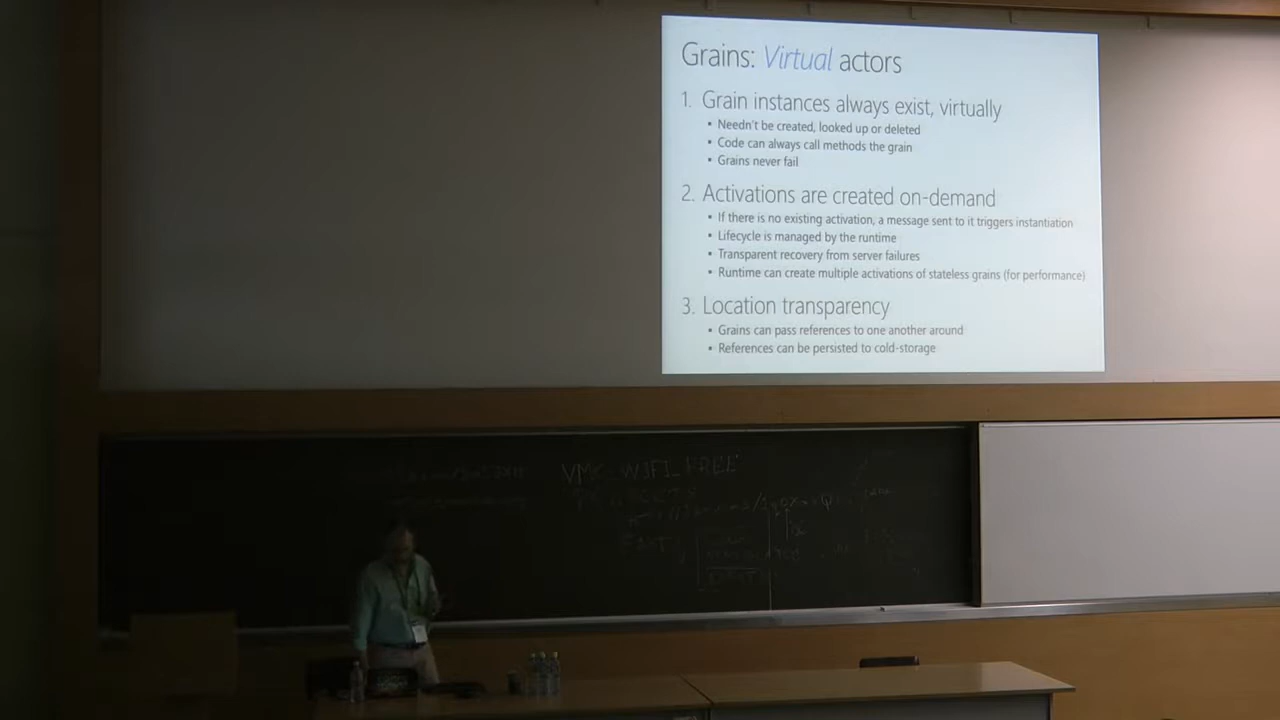 Grains: Virtual actors
1. Grain instances always exist, virtually
▪ Needn't be created, looked up or deleted
▪ Code can always call methods the grain
▪ Grains never fail
2. Activations are created on-demand
▪ If there is no existing activation, a message sent to it triggers instantiation
▪ Lifecycle is managed by the runtime
▪ Transparent recovery from server failures
▪ Runtime can create multiple activations of stateless grains (for performance)
3. Location transparency
▪ Grains can pass references to one another around
▪ References can be persisted to cold-storage
VMC WIFI_FREE